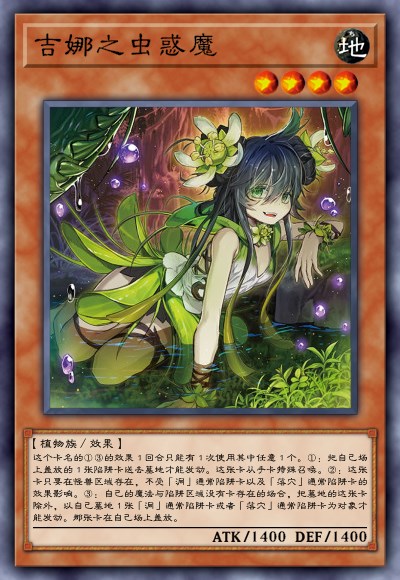 吉娜之虫惑魔
地
【植物族／效果】
这个卡名的①③的效果1回合只能有1次使用其中任意1个。①：把自己场
上盖放的1张陷阱卡送去墓地才能发动。这张卡从手卡特殊召唤。②：这张
卡只要在怪兽区域存在，不受「洞」通常陷阱卡以及「落穴」通常陷阱卡的
效果影响。③：自己的魔法与陷阱区域没有卡存在的场合，把墓地的这张卡
除外，以自己墓地1张「洞」通常陷阱卡或者「落穴」通常陷阱卡为对象才
能发动。那张卡在自己场上盖放。
ATK/1400 DEF/1400